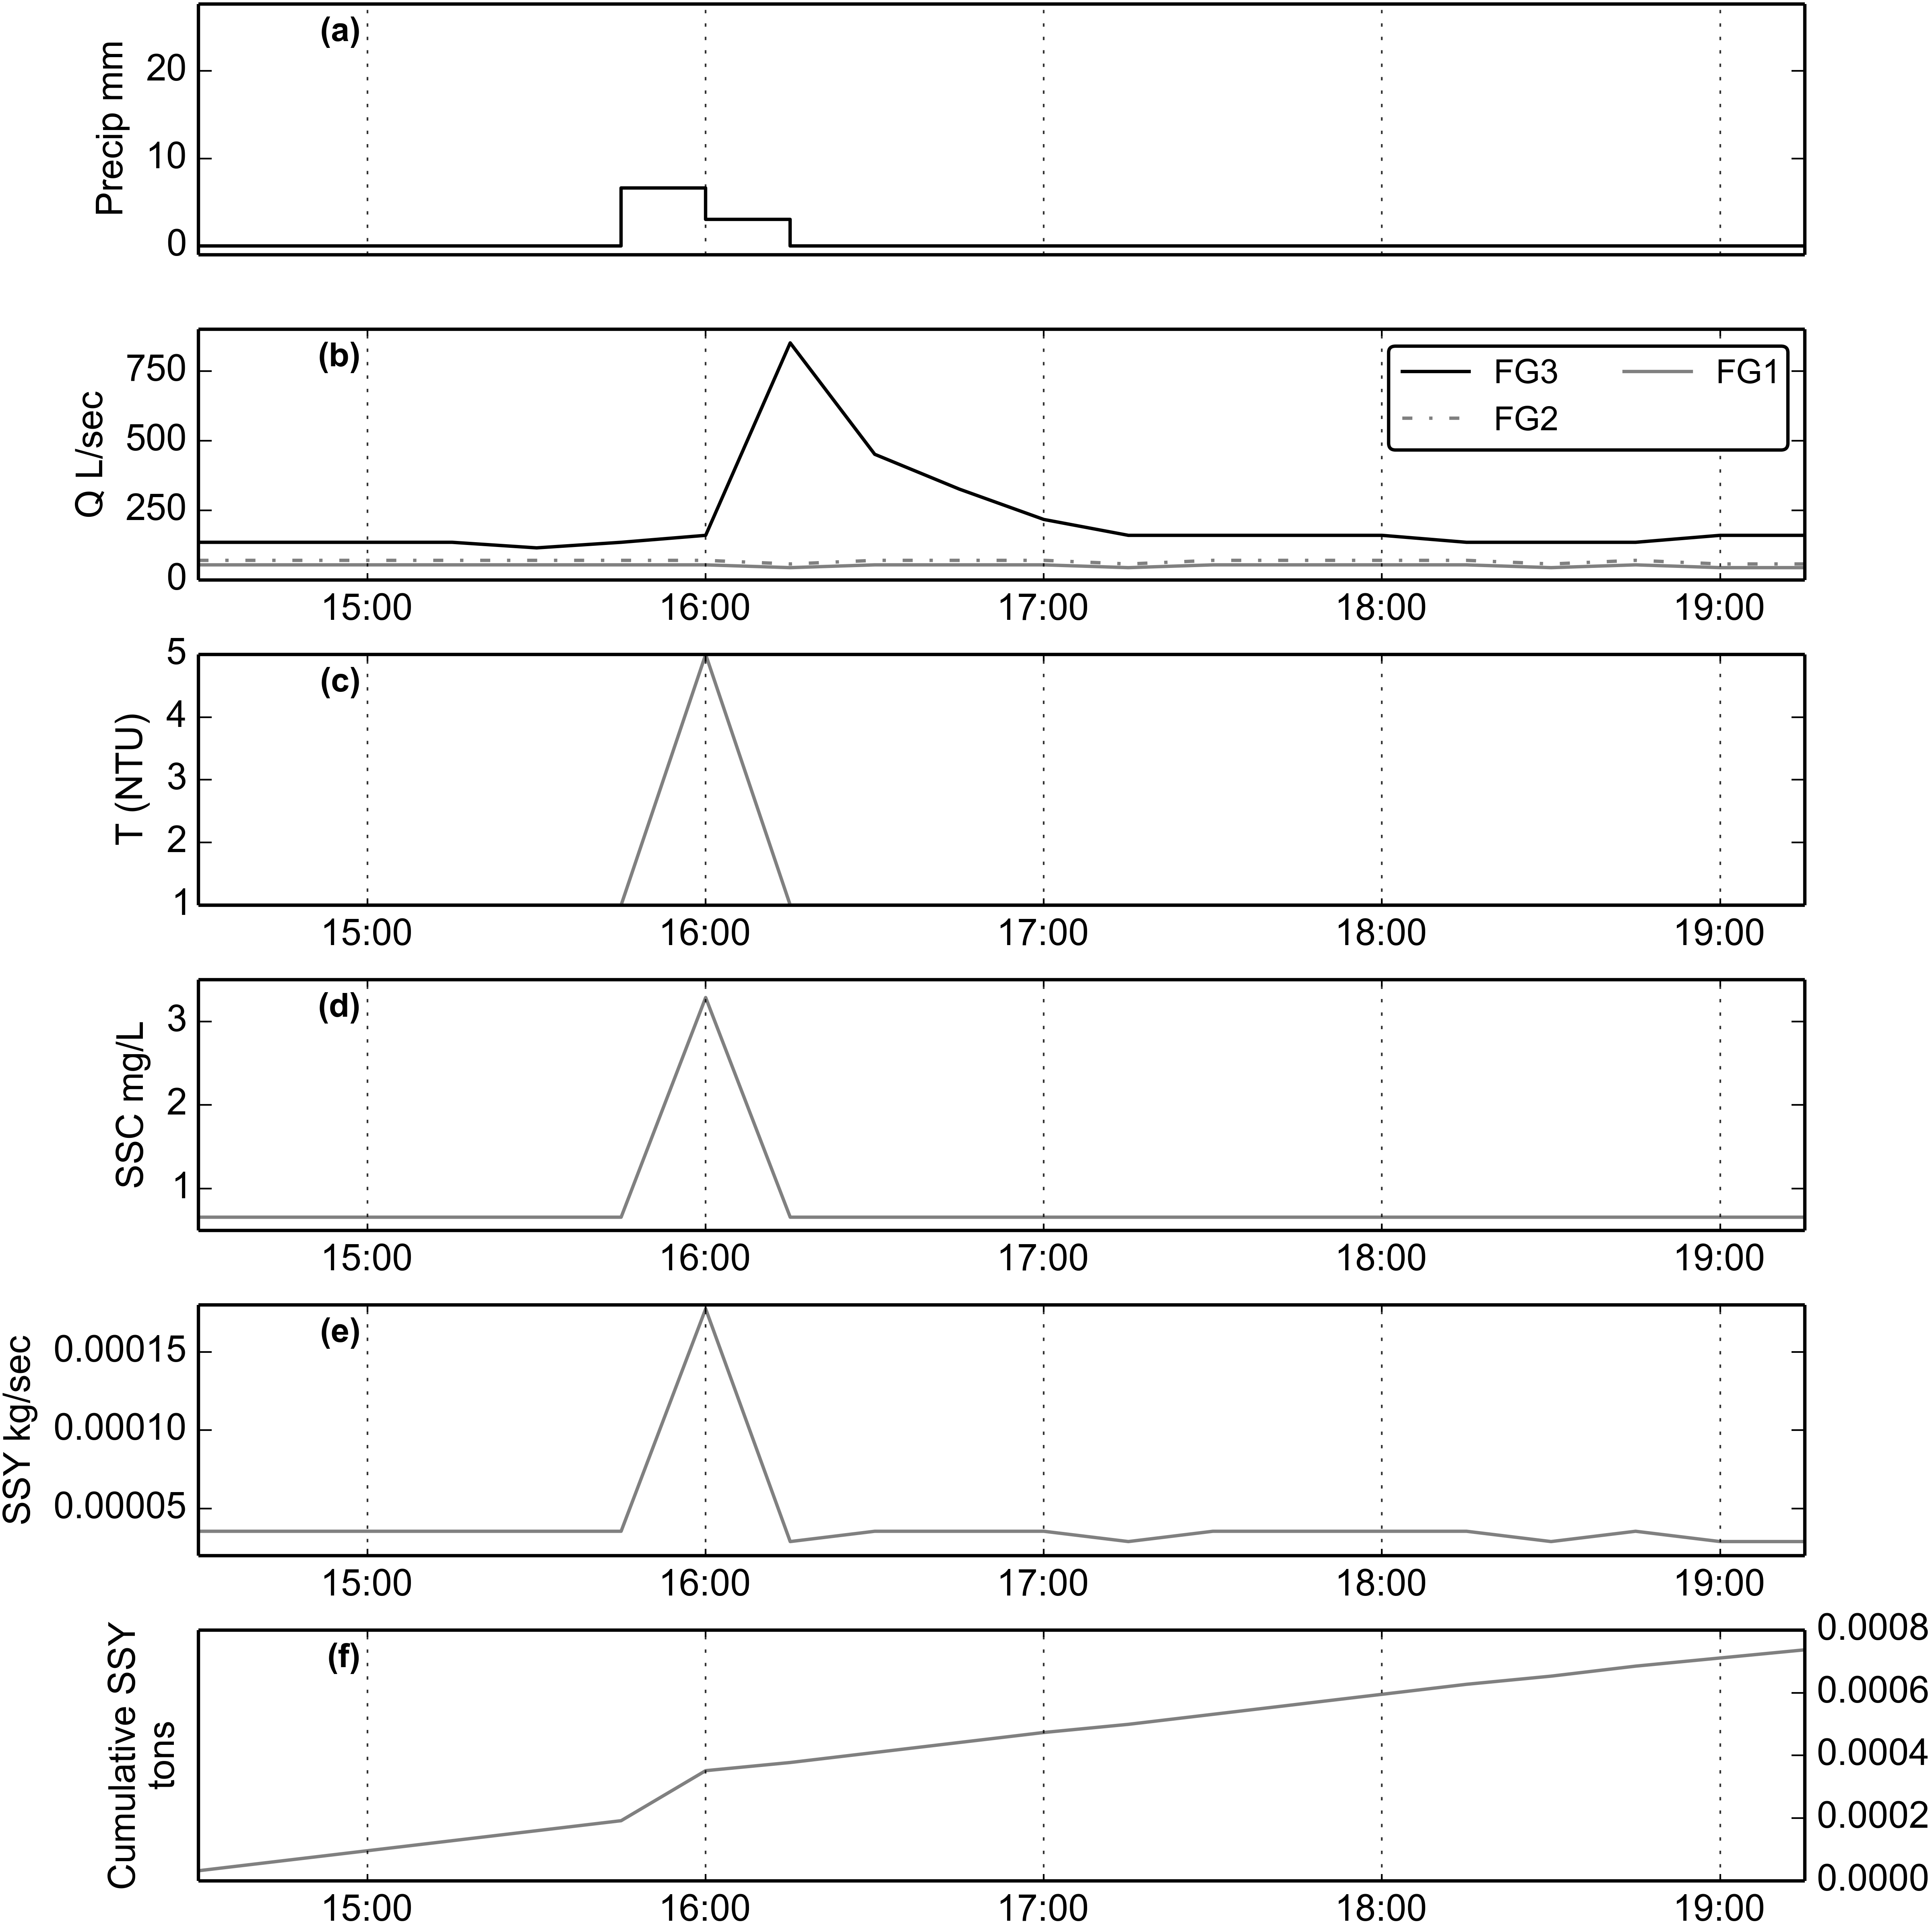 (a)
Precip mm
20
10
0
(b)
Q L/sec
750
500
250
0
FG3 FG1
FG2
15:00 16:00 17:00 18:00 19:00
(c)
T (NTU)
5
4
3
2
1
15:00 16:00 17:00 18:00 19:00
(d)
SSC mg/L
3
2
1
15:00 16:00 17:00 18:00 19:00
(e)
SSY kg/sec
0.00015
0.00010
0.00005
15:00 16:00 17:00 18:00 19:00
(f)
Cumulative SSY
tons
0.0008
0.0006
0.0004
0.0002
0.0000
15:00 16:00 17:00 18:00 19:00